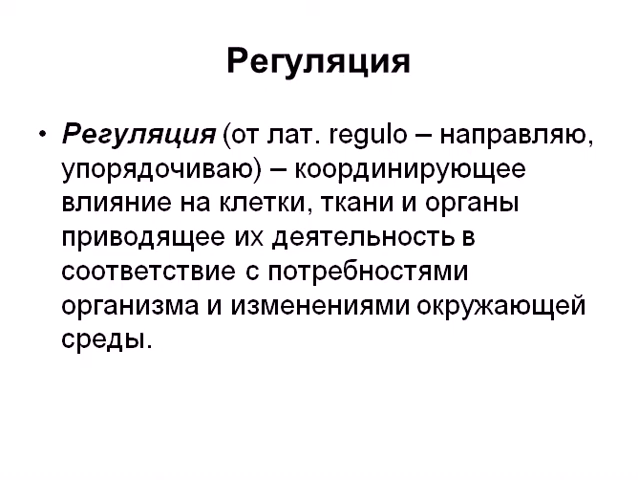 Регуляция
• Регуляция (от лат. regulo – направляю,
упорядочиваю) – координирующее
влияние на клетки, ткани и органы
приводящее их деятельность в
соответствие с потребностями
организма и изменениями окружающей
среды.